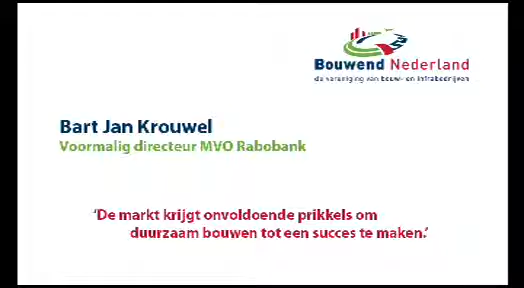 Bouwend Nederland
de vereniging van bouw- en infrabedrijven
Bart Jan Krouwel
Voormalig directeur MVO Rabobank
‘De markt krijgt onvoldoende prikkels om
duurzaam bouwen tot een succes te maken.’